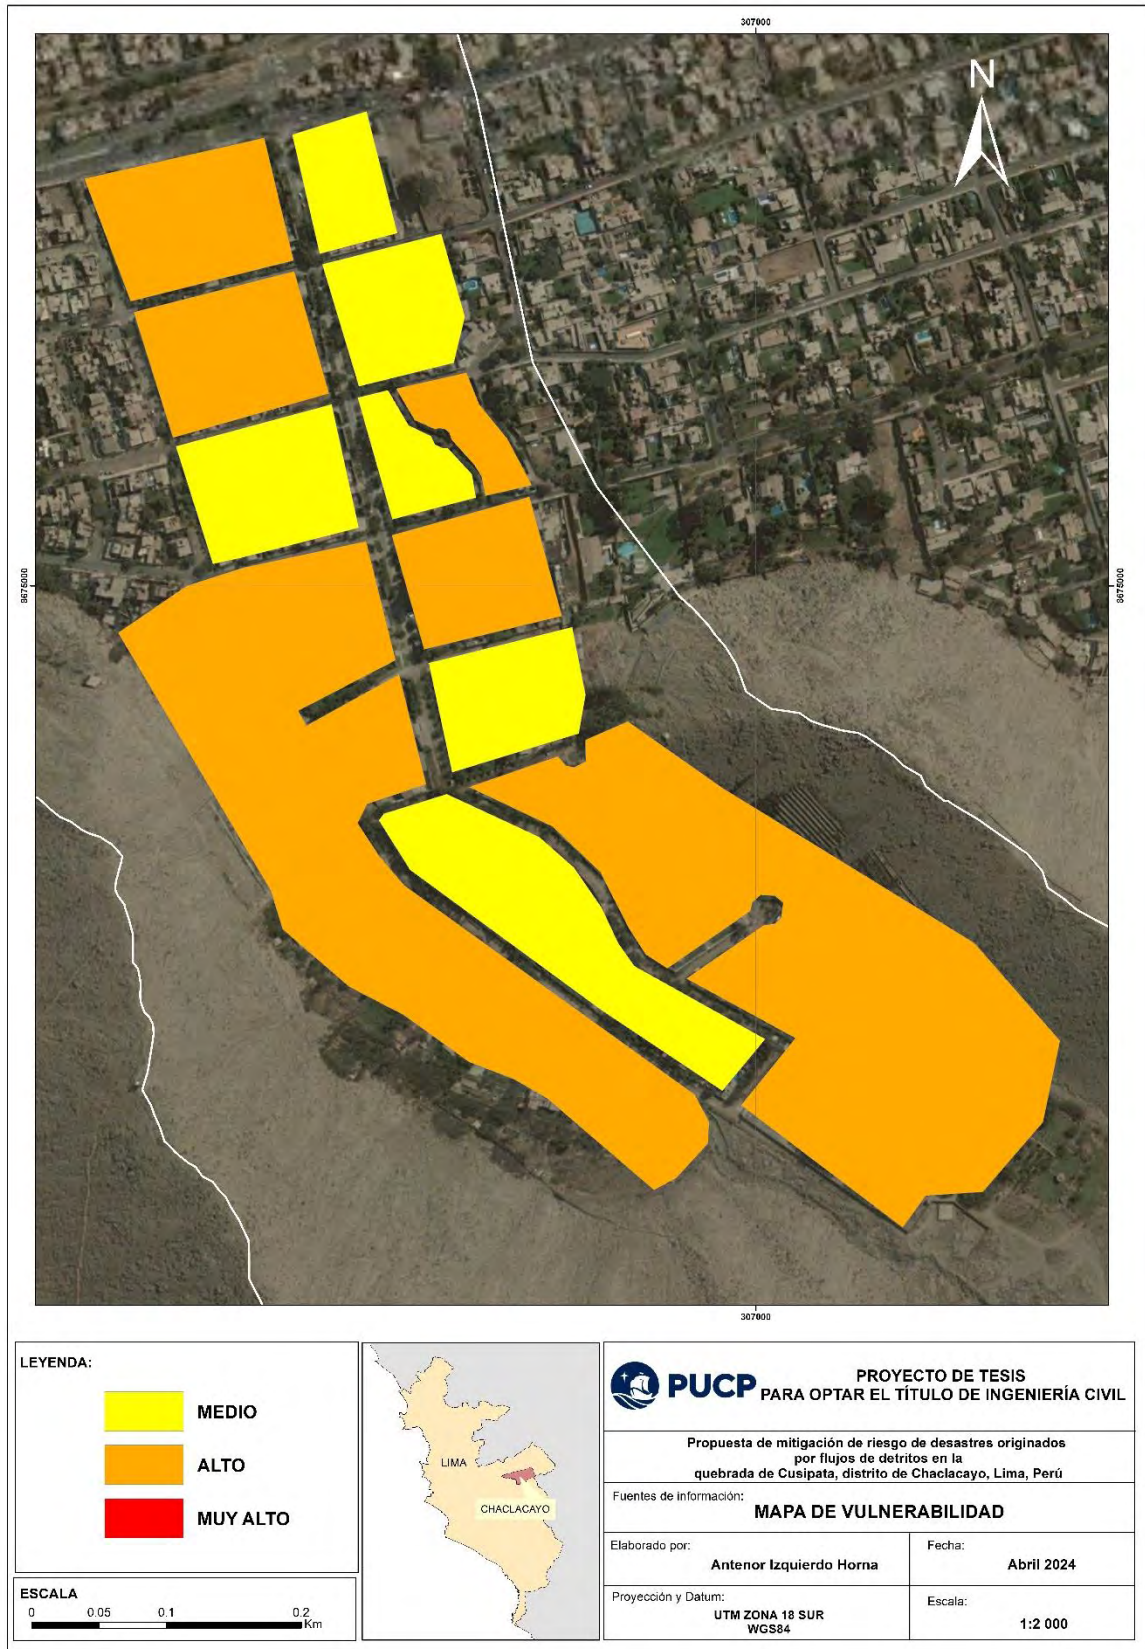 307000
N
8675000
8675000
307000
LEYENDA:
MEDIO
ALTO
MUY ALTO
ESCALA
0 0.05 0.1 0.2
Km
LIMA
CHACLACAYO
PUCP
PROYECTO DE TESIS
PARA OPTAR EL TÍTULO DE INGENIERÍA CIVIL
Propuesta de mitigación de riesgo de desastres originados
por flujos de detritos en la
quebrada de Cusipata, distrito de Chaclacayo, Lima, Perú
Fuentes de información:
MAPA DE VULNERABILIDAD
Elaborado por:
Antenor Izquierdo Horna
Fecha:
Abril 2024
Proyección y Datum:
UTM ZONA 18 SUR
WGS84
Escala:
1:2 000